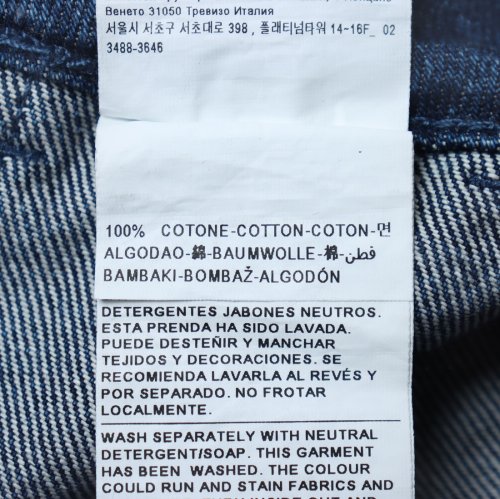 Венето 31050 Тревизо Италия
서울시 서초구 서초대로 398 , 플래티넘타워 14~16F_ 02
3488-3646
100% COTONE-COTTON-COTON-면
ALGODAO-綿-BAUMWOLLE-棉-قطن
BAMBAKI-BOMBAŽ-ALGODÓN
DETERGENTES JABONES NEUTROS.
ESTA PRENDA HA SIDO LAVADA.
PUEDE DESTEÑIR Y MANCHAR
TEJIDOS Y DECORACIONES. SE
RECOMIENDA LAVARLA AL REVÉS Y
POR SEPARADO. NO FROTAR
LOCALMENTE.
WASH SEPARATELY WITH NEUTRAL
DETERGENT/SOAP. THIS GARMENT
HAS BEEN WASHED. THE COLOUR
COULD RUN AND STAIN FABRICS AND